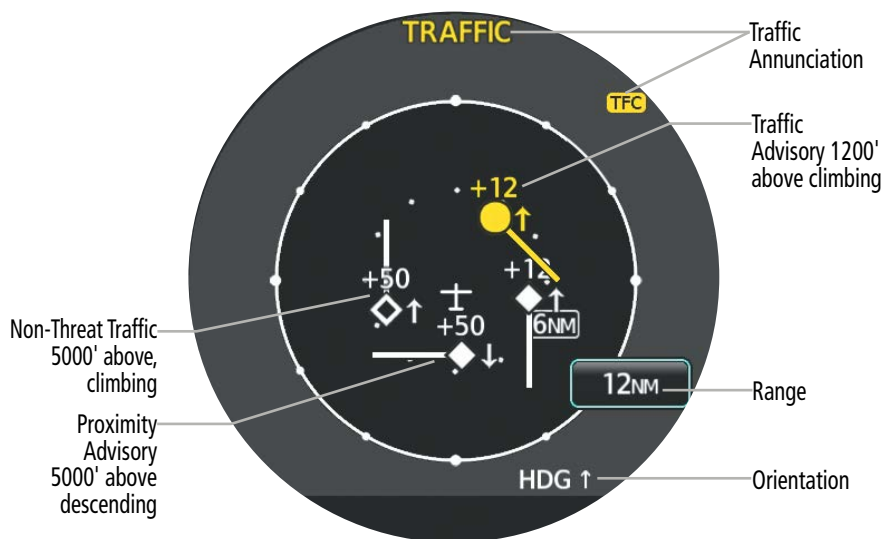 TRAFFIC
Traffic
Annunciation
TFC
Traffic
Advisory 1200'
above climbing
+12
↑
+50
↑
+12
↑
6NM
+50
↓
Non-Threat Traffic
5000' above,
climbing
12NM
Range
Proximity
Advisory
5000' above
descending
HDG ↑
Orientation